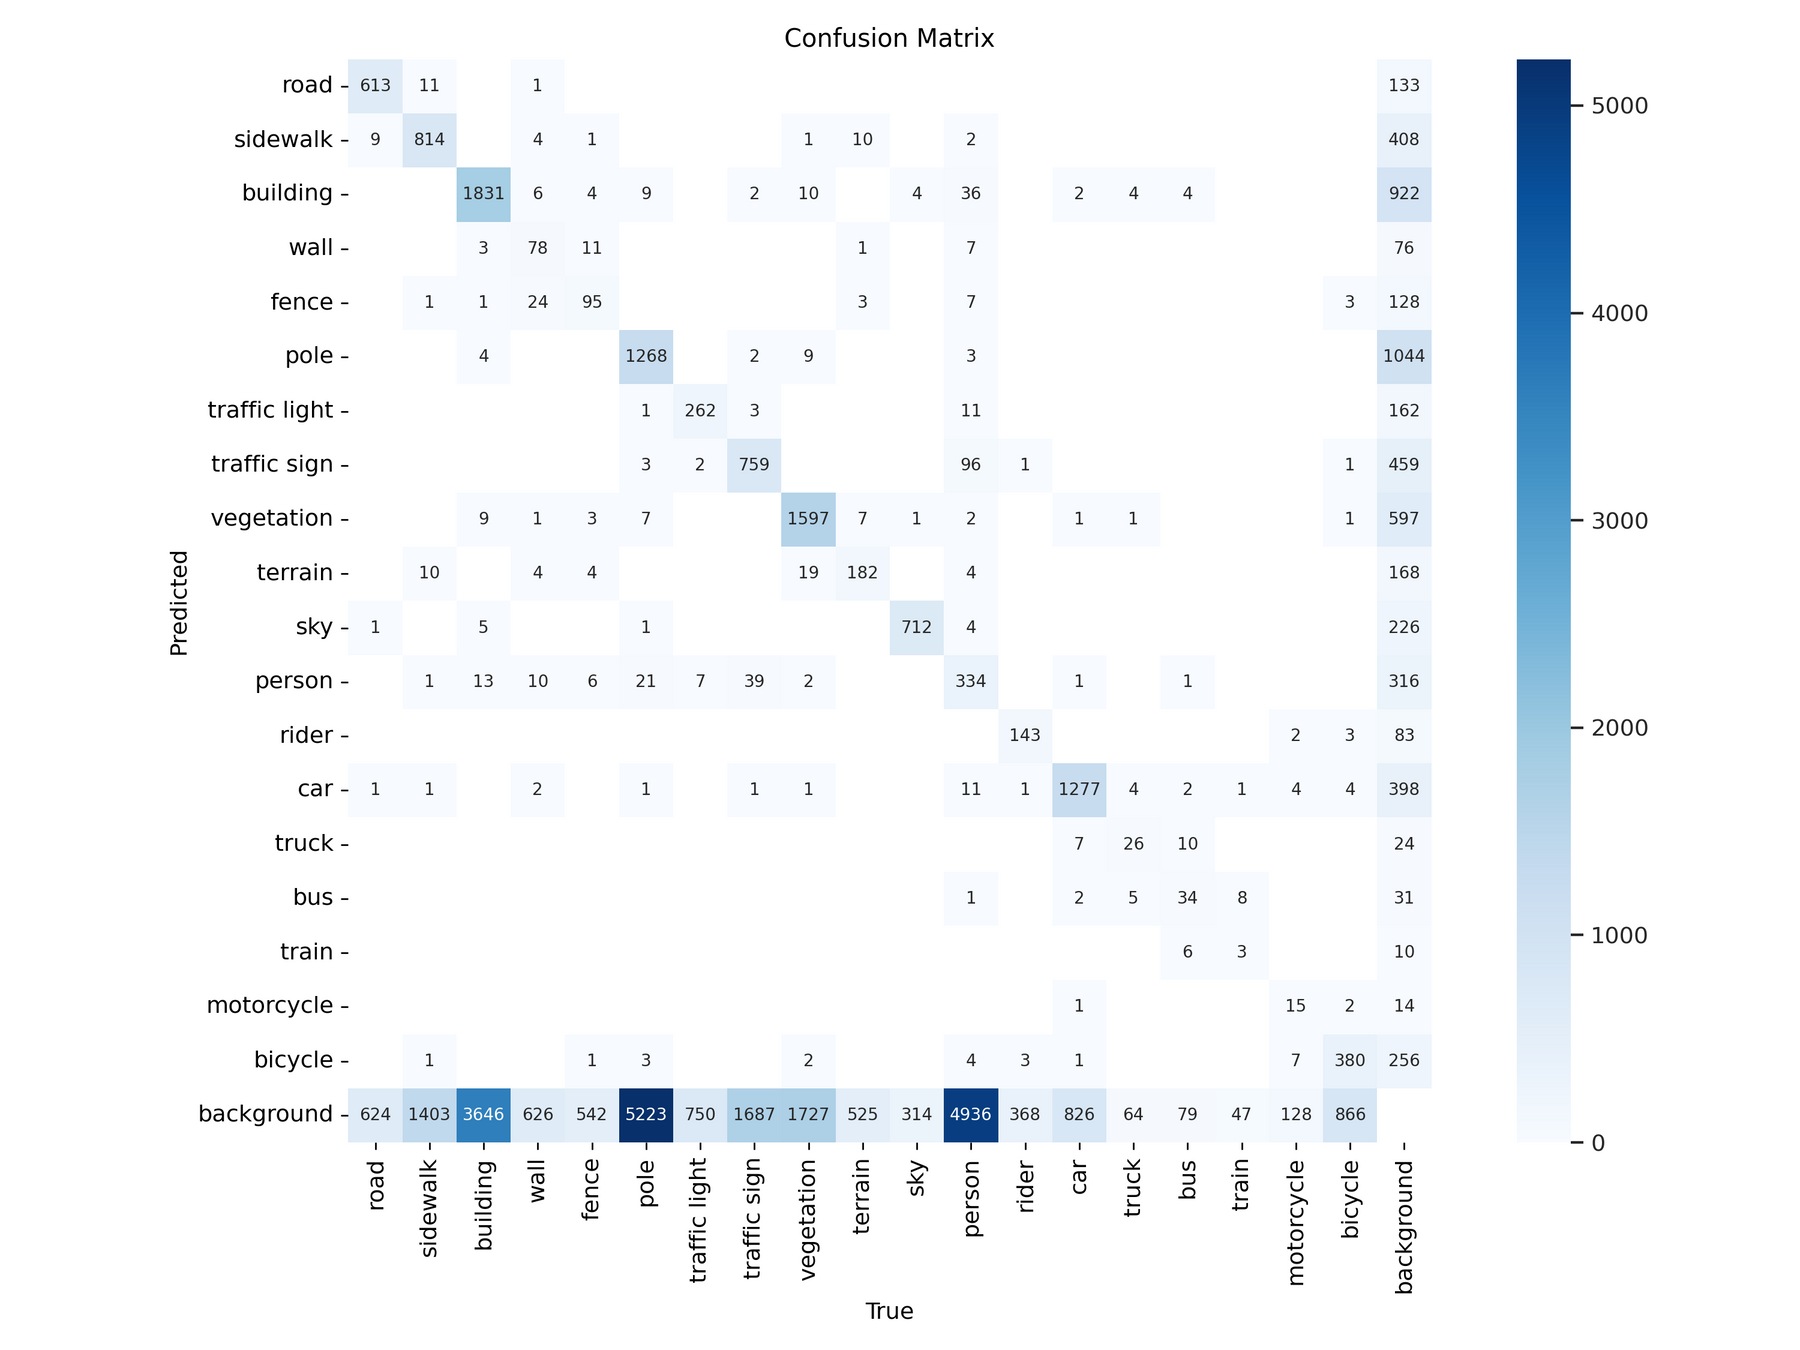 Confusion Matrix
road 613 11 1 133
sidewalk 9 814 4 1 1 10 2 408
building 1831 6 4 9 2 10 4 36 2 4 4 922
wall 3 78 11 1 7 76
fence 1 1 24 95 3 7 3 128
pole 4 1268 2 9 3 1044
traffic light 1 262 3 11 162
traffic sign 3 2 759 96 1 1 459
vegetation 9 1 3 7 1597 7 1 2 1 1 1 597
terrain 10 4 4 19 182 4 168
sky 1 5 1 712 4 226
person 1 13 10 6 21 7 39 2 334 1 1 316
rider 143 2 3 83
car 1 1 2 1 1 1 11 1 1277 4 2 1 4 4 398
truck 7 26 10 24
bus 1 2 5 34 8 31
train 6 3 10
motorcycle 1 15 2 14
bicycle 1 1 3 2 4 3 1 7 380 256
background 624 1403 3646 626 542 5223 750 1687 1727 525 314 4936 368 826 64 79 47 128 866
road sidewalk building wall fence pole traffic light traffic sign vegetation terrain sky person rider car truck bus train motorcycle bicycle background
True
Predicted
5000
4000
3000
2000
1000
0